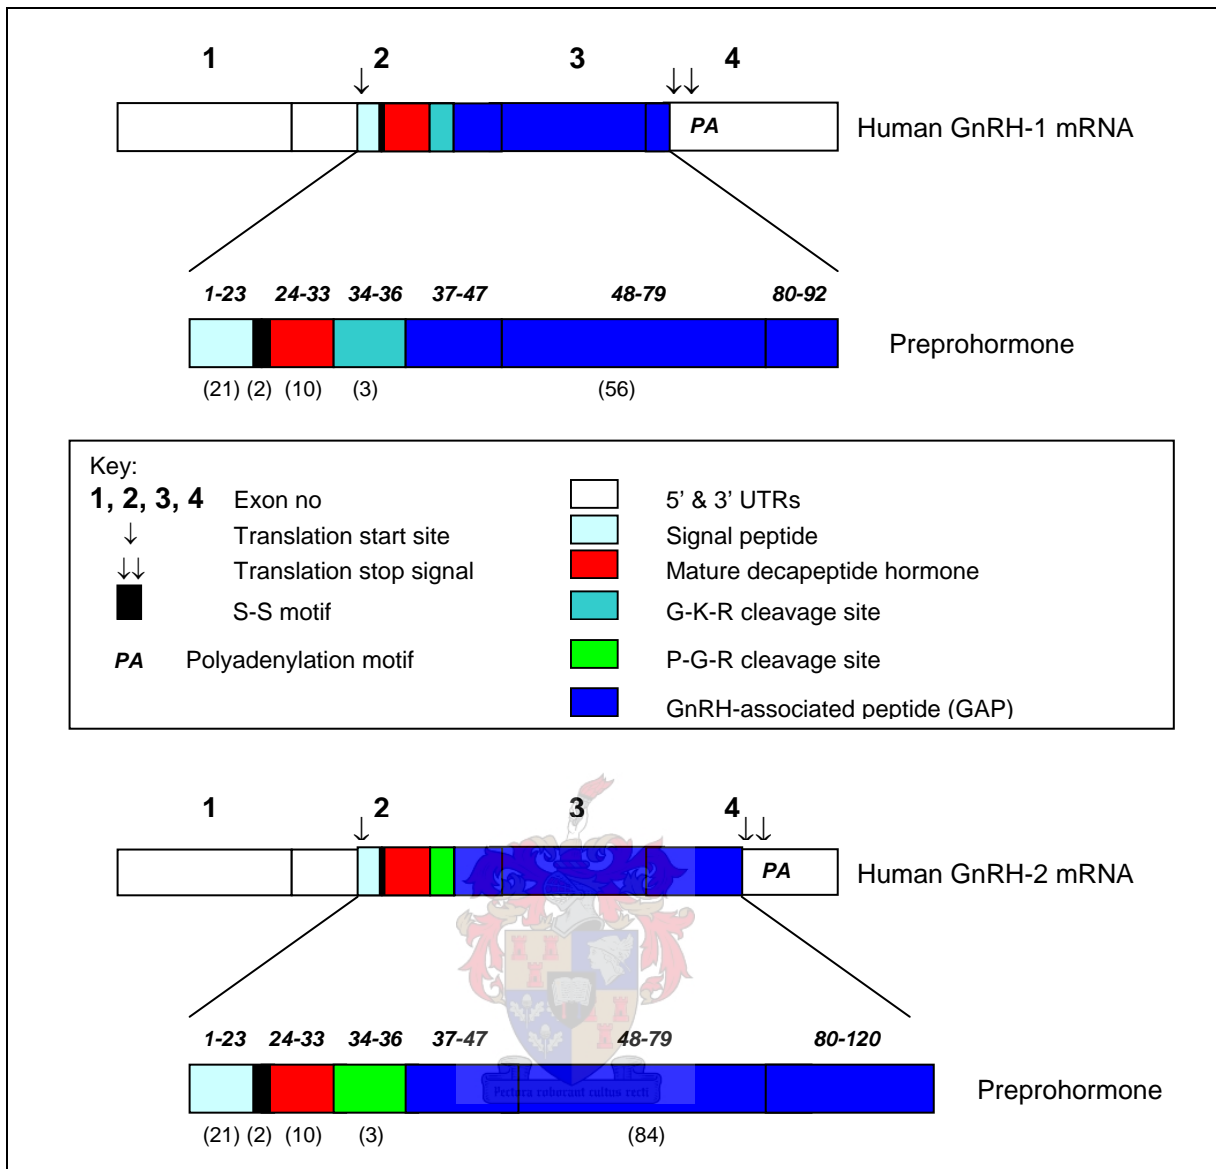 1 2 3 4
↓ ↓↓
PA
Human GnRH-1 mRNA
1-23 24-33 34-36 37-47 48-79 80-92
Preprohormone
(21) (2) (10) (3) (56)
Key:
1, 2, 3, 4 Exon no
↓ Translation start site
↓↓ Translation stop signal
S-S motif
PA Polyadenylation motif
5’ & 3’ UTRs
Signal peptide
Mature decapeptide hormone
G-K-R cleavage site
P-G-R cleavage site
GnRH-associated peptide (GAP)
1 2 3 4
↓ ↓↓
PA
Human GnRH-2 mRNA
1-23 24-33 34-36 37-47 48-79 80-120
Preprohormone
Pectora roborant cultus recti
(21) (2) (10) (3) (84)